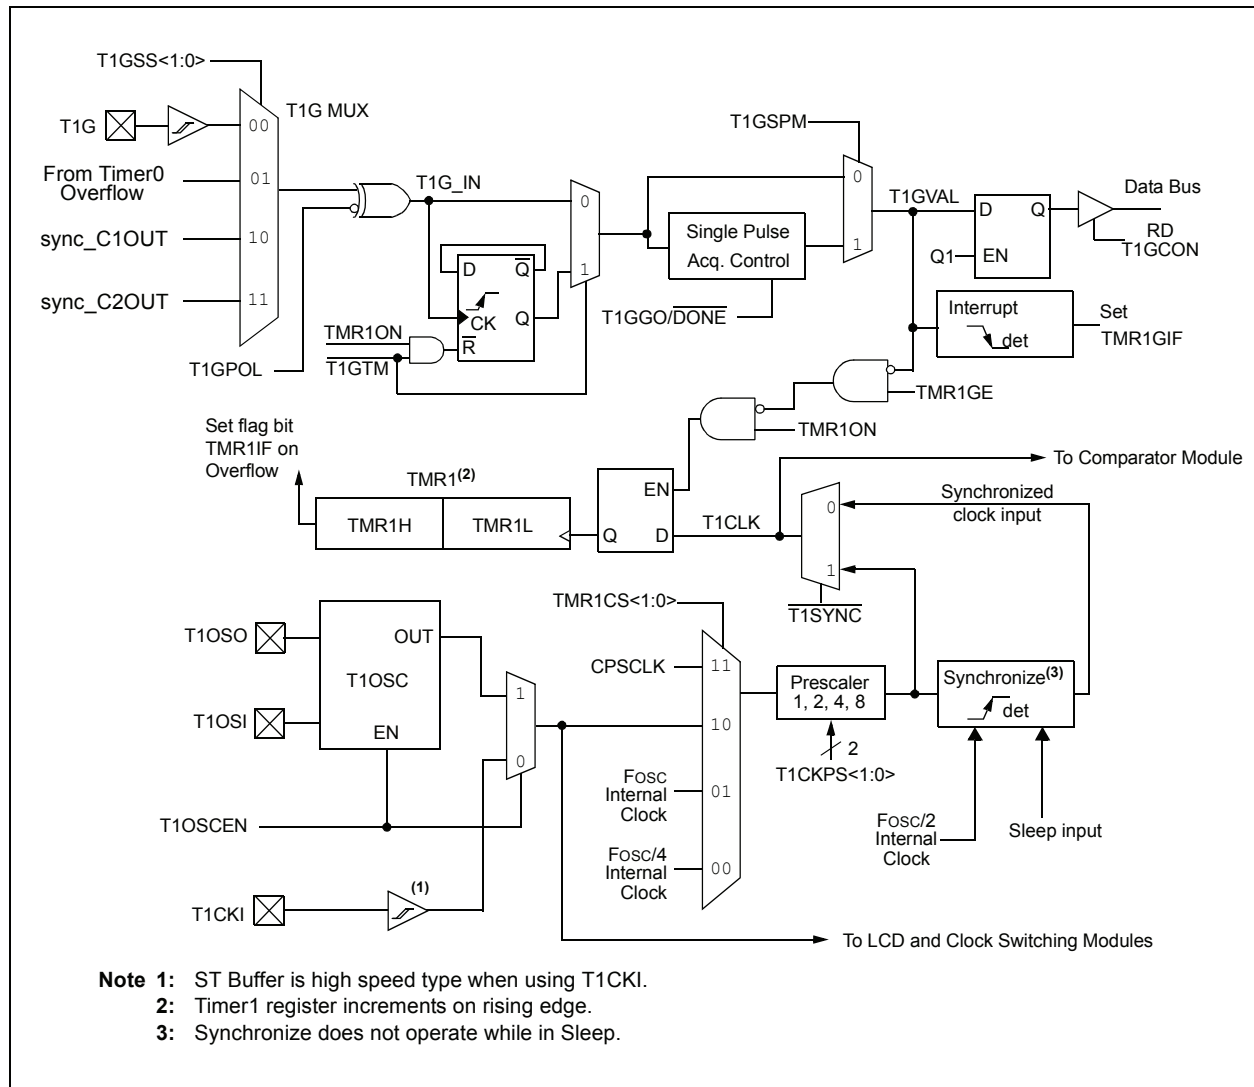 T1GSS<1:0>
T1G MUX
T1G
00
From Timer0
Overflow
01
sync_C1OUT
10
sync_C2OUT
11
T1GPOL
T1G_IN
0
1
D
Q
CK
Q
R
TMR1ON
T1GTM
T1GSPM
0
1
Single Pulse
Acq. Control
T1GGO/DONE
T1GVAL
D
Q
Q1
EN
Data Bus
RD
T1GCON
Interrupt
det
Set
TMR1GIF
TMR1GE
TMR1ON
Set flag bit
TMR1IF on
Overflow
TMR1(2)
TMR1H
TMR1L
EN
Q
D
T1CLK
To Comparator Module
0
1
Synchronized
clock input
T1SYNC
T1OSO
OUT
T1OSC
T1OSI
EN
1
0
T1OSCEN
T1CKI
(1)
TMR1CS<1:0>
CPSCLK
11
10
FOSC
Internal
Clock
01
FOSC/4
Internal
Clock
00
Prescaler
1, 2, 4, 8
2
T1CKPS<1:0>
Synchronize(3)
det
FOSC/2
Internal
Clock
Sleep input
To LCD and Clock Switching Modules
Note 1: ST Buffer is high speed type when using T1CKI.
2: Timer1 register increments on rising edge.
3: Synchronize does not operate while in Sleep.